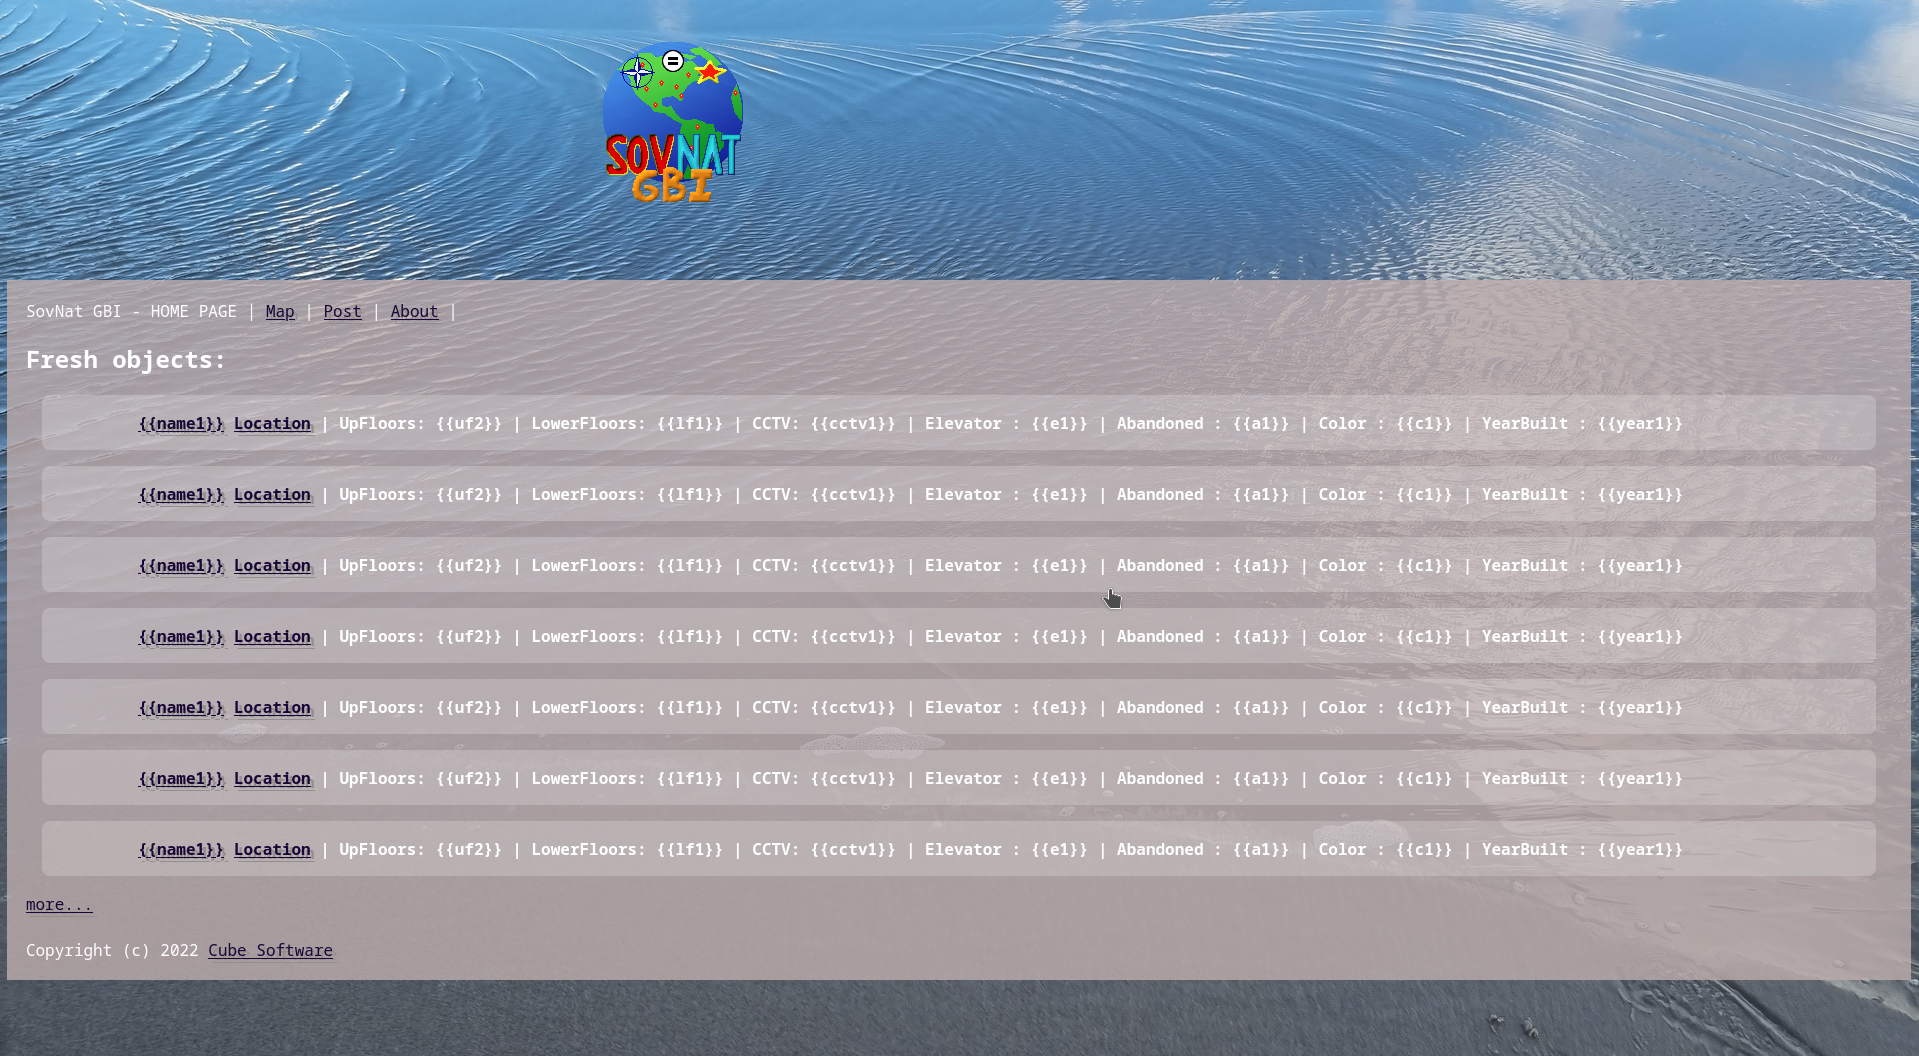 SOVNAT
GBI
SovNat GBI - HOME PAGE | Map | Post | About |
Fresh objects:
{{name1}} Location | UpFloors: {{uf2}} | LowerFloors: {{lf1}} | CCTV: {{cctv1}} | Elevator : {{e1}} | Abandoned : {{a1}} | Color : {{c1}} | YearBuilt : {{year1}}
{{name1}} Location | UpFloors: {{uf2}} | LowerFloors: {{lf1}} | CCTV: {{cctv1}} | Elevator : {{e1}} | Abandoned : {{a1}} | Color : {{c1}} | YearBuilt : {{year1}}
{{name1}} Location | UpFloors: {{uf2}} | LowerFloors: {{lf1}} | CCTV: {{cctv1}} | Elevator : {{e1}} | Abandoned : {{a1}} | Color : {{c1}} | YearBuilt : {{year1}}
{{name1}} Location | UpFloors: {{uf2}} | LowerFloors: {{lf1}} | CCTV: {{cctv1}} | Elevator : {{e1}} | Abandoned : {{a1}} | Color : {{c1}} | YearBuilt : {{year1}}
{{name1}} Location | UpFloors: {{uf2}} | LowerFloors: {{lf1}} | CCTV: {{cctv1}} | Elevator : {{e1}} | Abandoned : {{a1}} | Color : {{c1}} | YearBuilt : {{year1}}
{{name1}} Location | UpFloors: {{uf2}} | LowerFloors: {{lf1}} | CCTV: {{cctv1}} | Elevator : {{e1}} | Abandoned : {{a1}} | Color : {{c1}} | YearBuilt : {{year1}}
{{name1}} Location | UpFloors: {{uf2}} | LowerFloors: {{lf1}} | CCTV: {{cctv1}} | Elevator : {{e1}} | Abandoned : {{a1}} | Color : {{c1}} | YearBuilt : {{year1}}
more...
Copyright (c) 2022 Cube Software